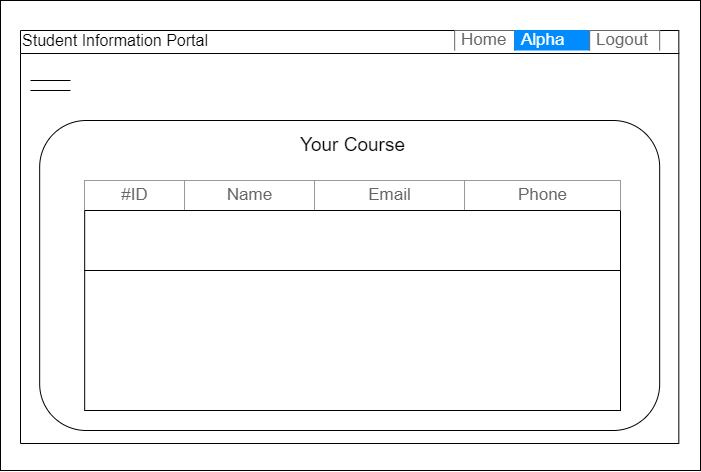 Student Information Portal Home Alpha Logout
Your Course
#ID Name Email Phone